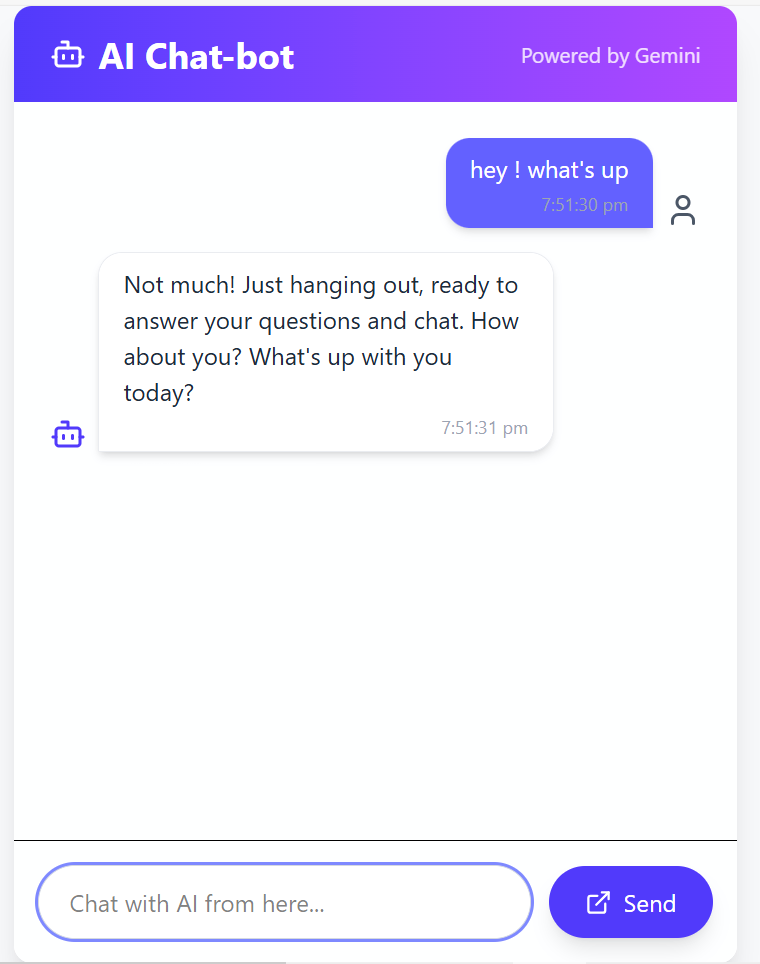 AI Chat-bot
Powered by Gemini
hey ! what's up
7:51:30 pm
Not much! Just hanging out, ready to
answer your questions and chat. How
about you? What's up with you
today?
7:51:31 pm
Chat with AI from here...
Send